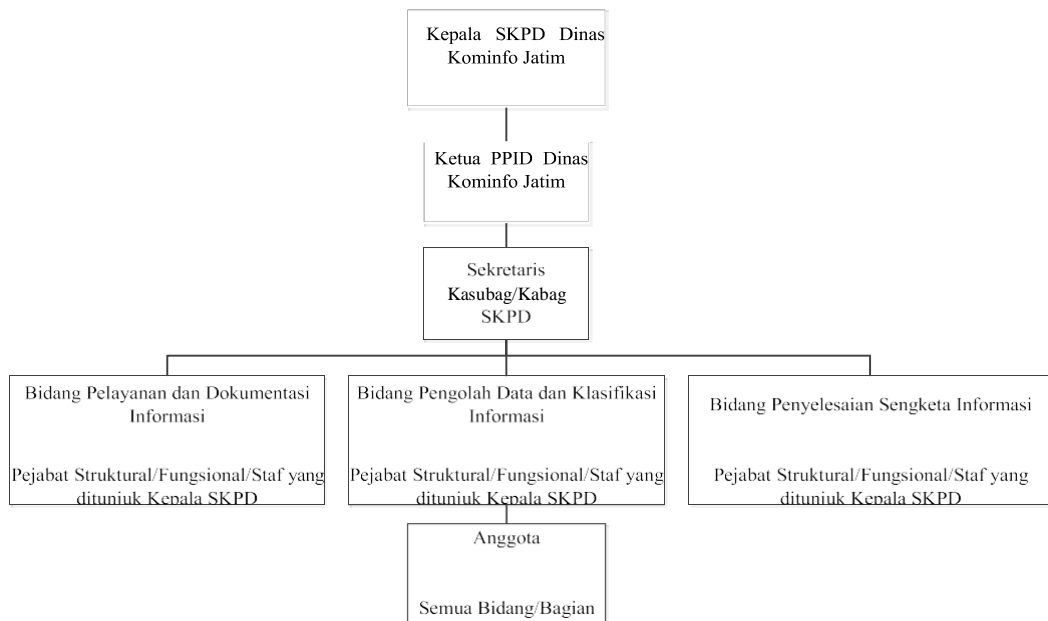 Kepala SKPD Dinas
Kominfo Jatim
Ketua PPID Dinas
Kominfo Jatim
Sekretaris
Kasubag/Kabag
SKPD
Bidang Pelayanan dan Dokumentasi
Informasi
Pejabat Struktural/Fungsional/Staf yang
ditunjuk Kepala SKPD
Bidang Pengolah Data dan Klasifikasi
Informasi
Pejabat Struktural/Fungsional/Staf yang
ditunjuk Kepala SKPD
Bidang Penyelesaian Sengketa Informasi
Pejabat Struktural/Fungsional/Staf yang
ditunjuk Kepala SKPD
Anggota
Semua Bidang/Bagian